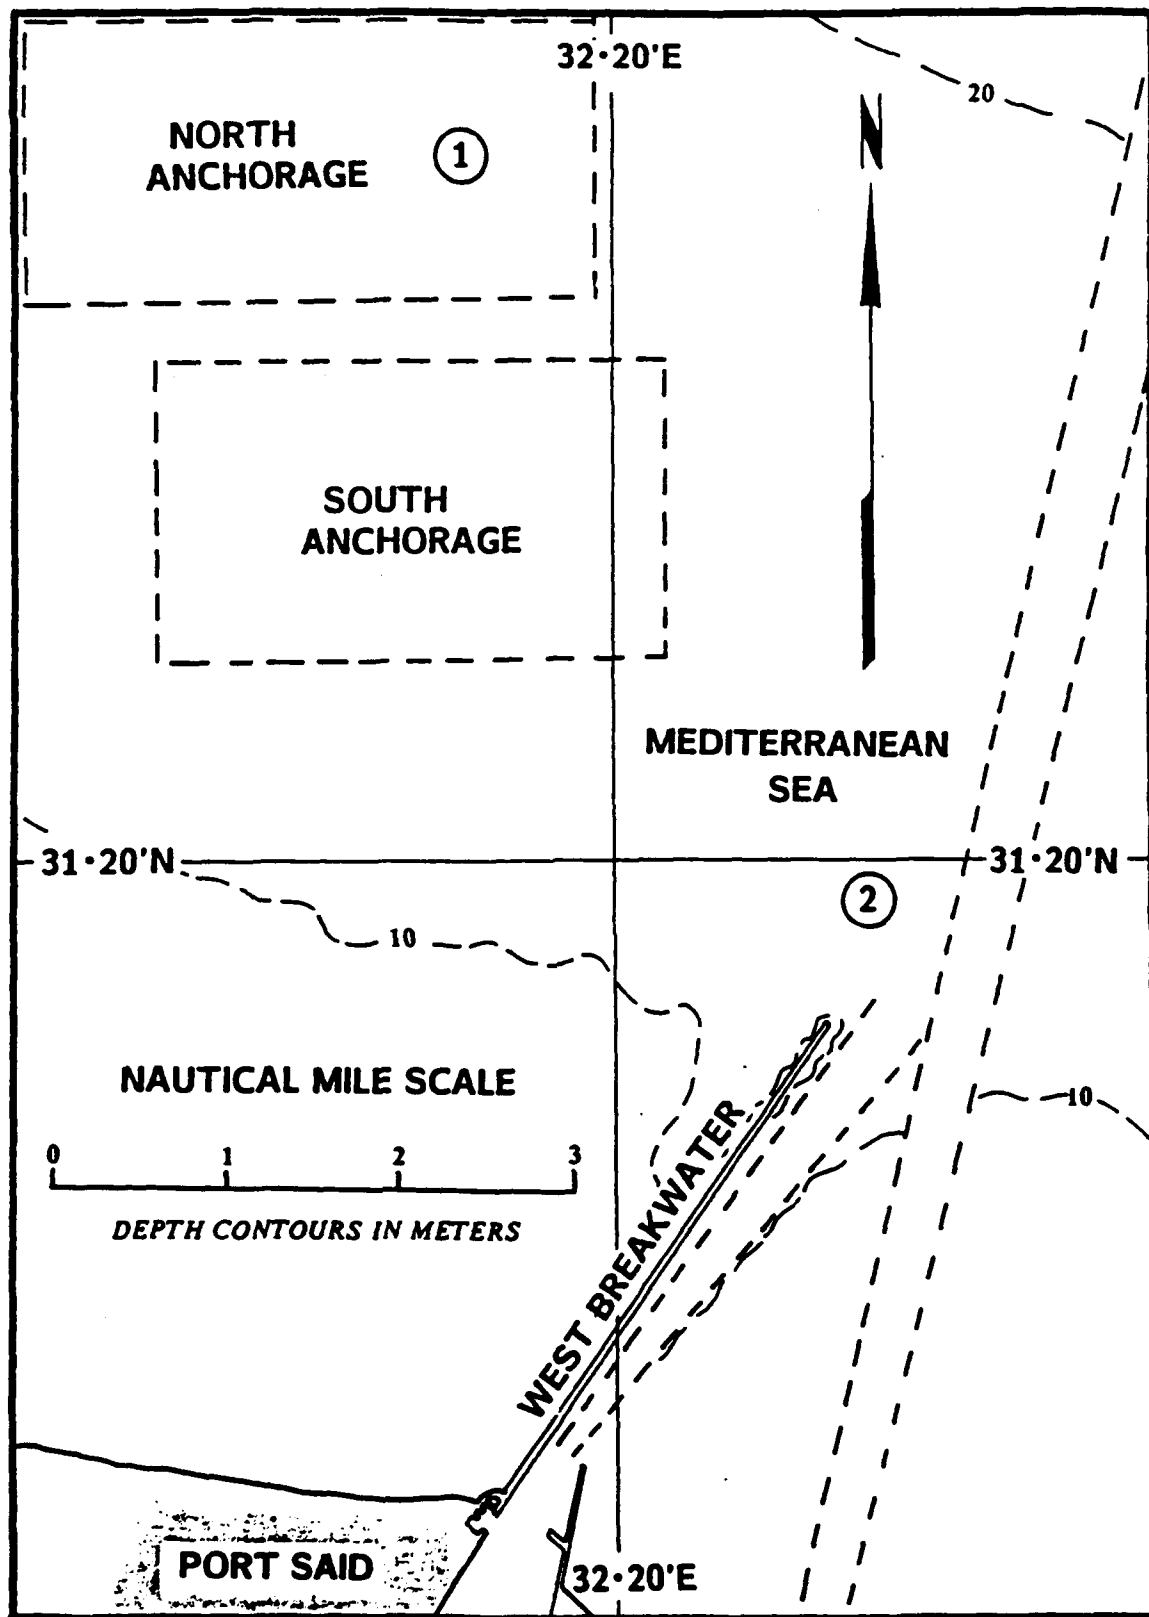 32·20'E
20
N
NORTH
ANCHORAGE
1
SOUTH
ANCHORAGE
MEDITERRANEAN
SEA
31·20'N
31·20'N
2
10
NAUTICAL MILE SCALE
0 1 2 3
DEPTH CONTOURS IN METERS
10
WEST BREAKWATER
PORT SAID
32·20'E